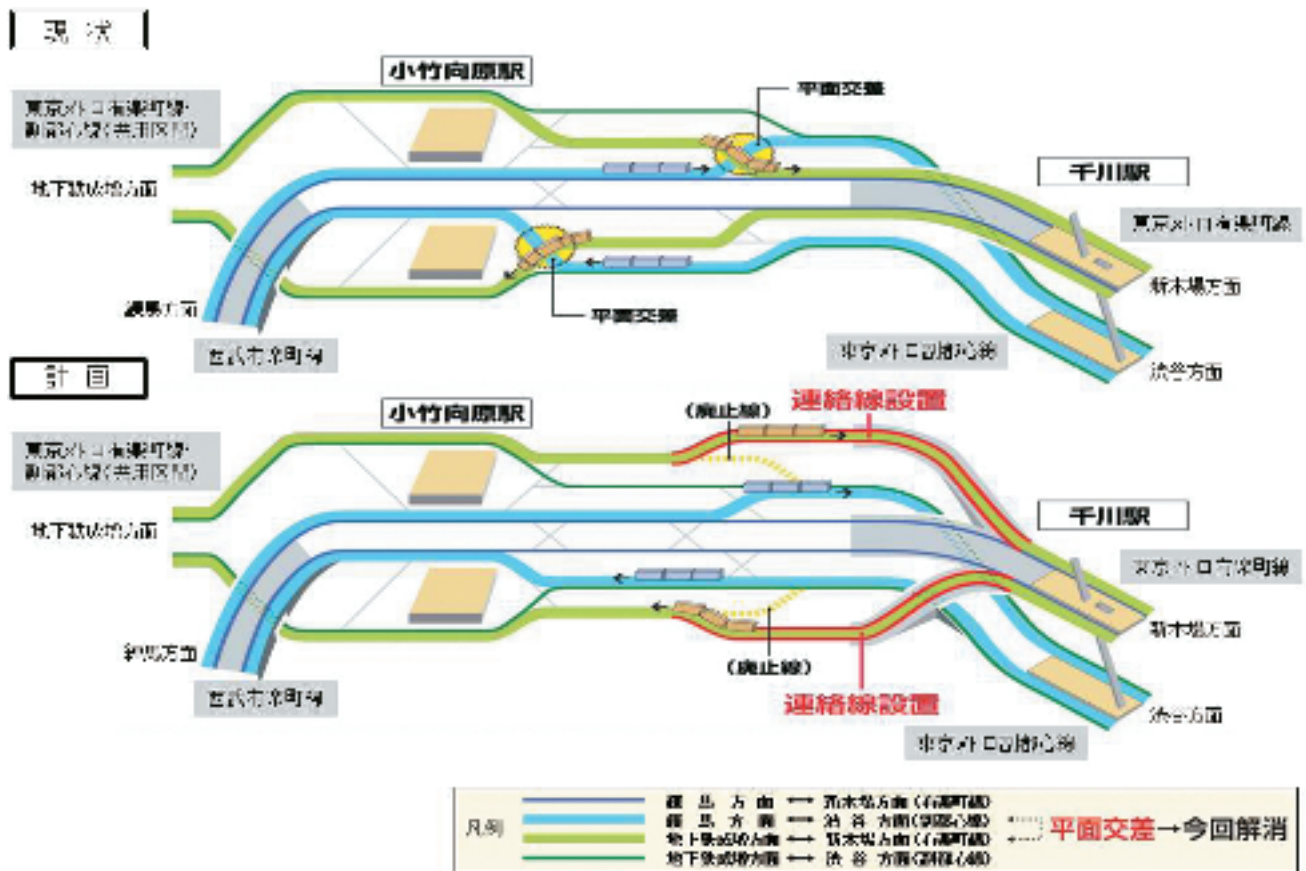 現 状
小竹向原駅
平面交差
東京メトロ有楽町線・
副都心線(共用区間)
千川駅
地下鉄成増方面
東京メトロ有楽町線
新木場方面
練馬方面
平面交差
西武有楽町線
東京メトロ副都心線
渋谷方面
計 画
小竹向原駅
(廃止線)
連絡線設置
東京メトロ有楽町線・
副都心線(共用区間)
千川駅
地下鉄成増方面
東京メトロ有楽町線
新木場方面
練馬方面
(廃止線)
西武有楽町線
連絡線設置
渋谷方面
東京メトロ副都心線
凡例
練 馬 方 面 ↔ 新木場方面(有楽町線)
練 馬 方 面 ↔ 渋 谷 方面(副都心線)
地下鉄成増方面 ↔ 新木場方面(有楽町線)
地下鉄成増方面 ↔ 渋 谷 方面(副都心線)
平面交差→今回解消